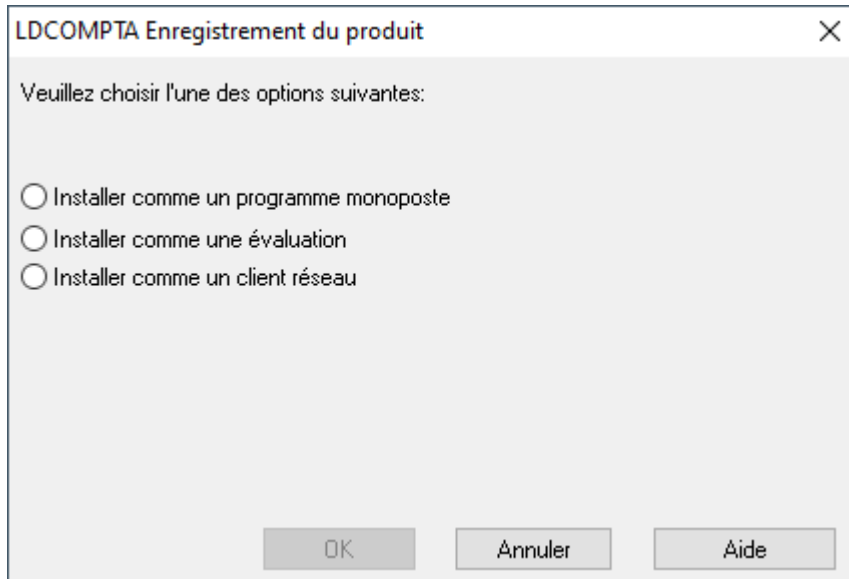 LDCOMPTA Enregistrement du produit
Veuillez choisir l'une des options suivantes:
Installer comme un programme monoposte
Installer comme une évaluation
Installer comme un client réseau
OK Annuler Aide